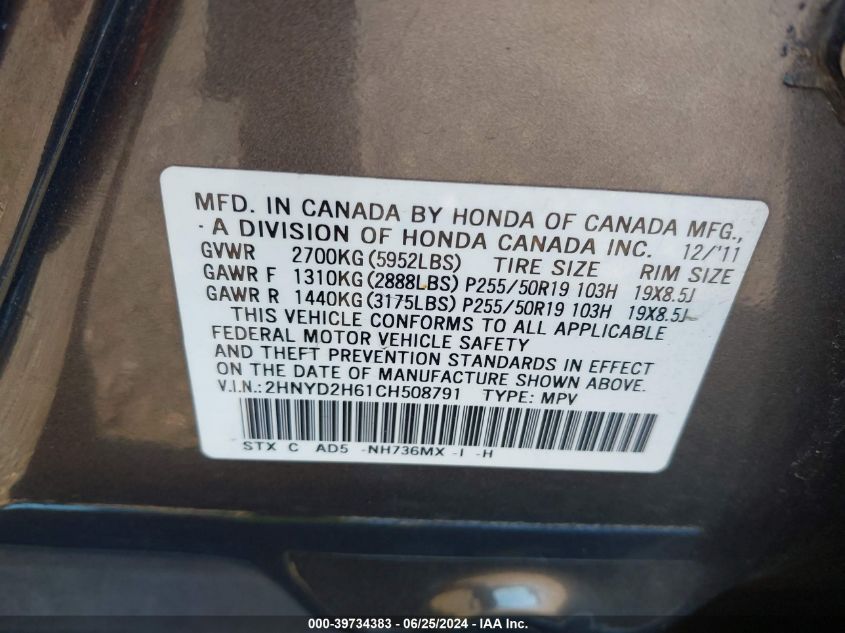 MFD. IN CANADA BY HONDA OF CANADA MFG.,
A DIVISION OF HONDA CANADA INC. 12/'11
GVWR 2700KG(5952LBS) TIRE SIZE RIM SIZE
GAWR F 1310KG(2888LBS) P255/50R19 103H 19X8.5J
GAWR R 1440KG(3175LBS) P255/50R19 103H 19X8.5J
THIS VEHICLE CONFORMS TO ALL APPLICABLE
FEDERAL MOTOR VEHICLE SAFETY
AND THEFT PREVENTION STANDARDS IN EFFECT
ON THE DATE OF MANUFACTURE SHOWN ABOVE.
V.I.N.:2HNYD2H61CH508791 TYPE: MPV
STX C AD5 -NH736MX -I -H
000-39734383 - 06/25/2024 - IAA Inc.